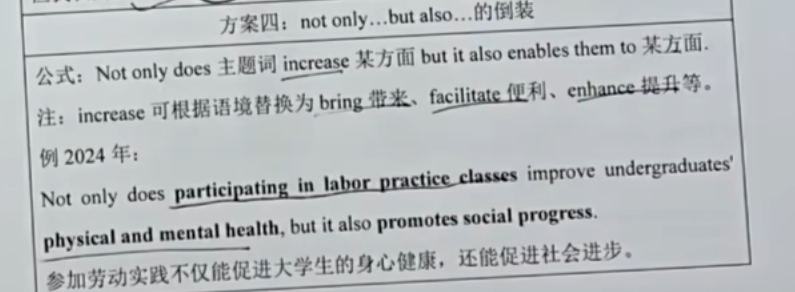 方案四：not only…but also…的倒装
公式：Not only does 主题词 increase 某方面 but it also enables them to 某方面.
注：increase 可根据语境替换为 bring 带来、facilitate 便利、enhance 提升等。
例 2024 年：
Not only does participating in labor practice classes improve undergraduates'
physical and mental health, but it also promotes social progress.
参加劳动实践不仅能促进大学生的身心健康，还能促进社会进步。